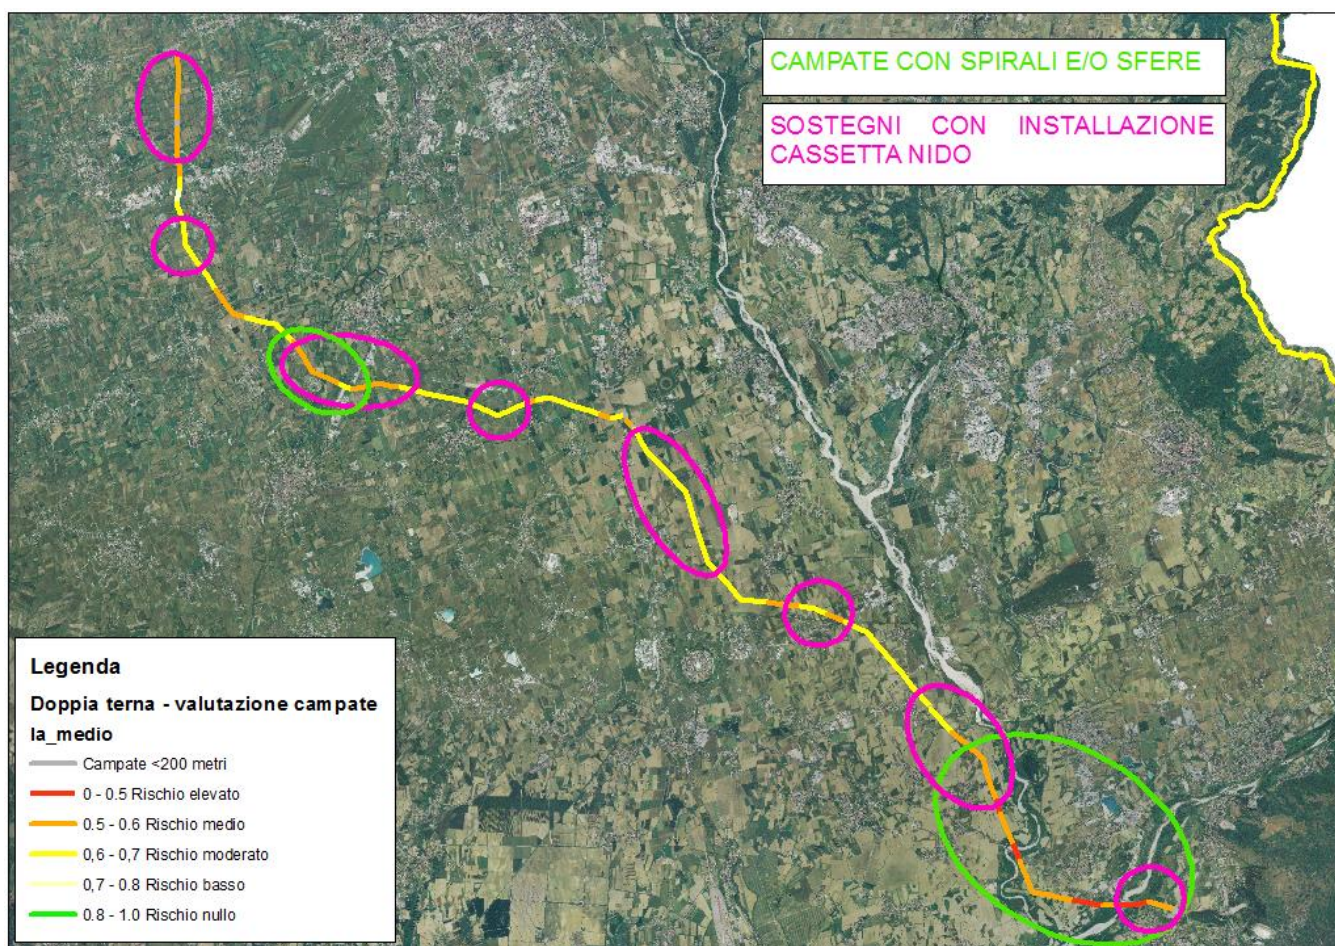 CAMPATE CON SPIRALI E/O SFERE
SOSTEGNI CON INSTALLAZIONE
CASSETTA NIDO
Legenda
Doppia terna - valutazione campate
Ia_medio
Campate <200 metri
0 - 0.5 Rischio elevato
0.5 - 0.6 Rischio medio
0,6 - 0,7 Rischio moderato
0,7 - 0.8 Rischio basso
0.8 - 1.0 Rischio nullo